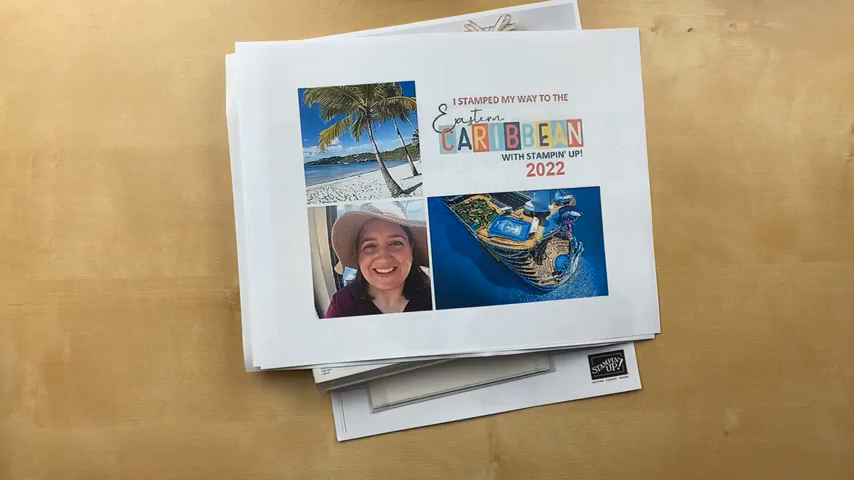 I STAMPED MY WAY TO THE
Eastern
CARIBBEAN
WITH STAMPIN' UP!
2022
STAMPIN'
UP!